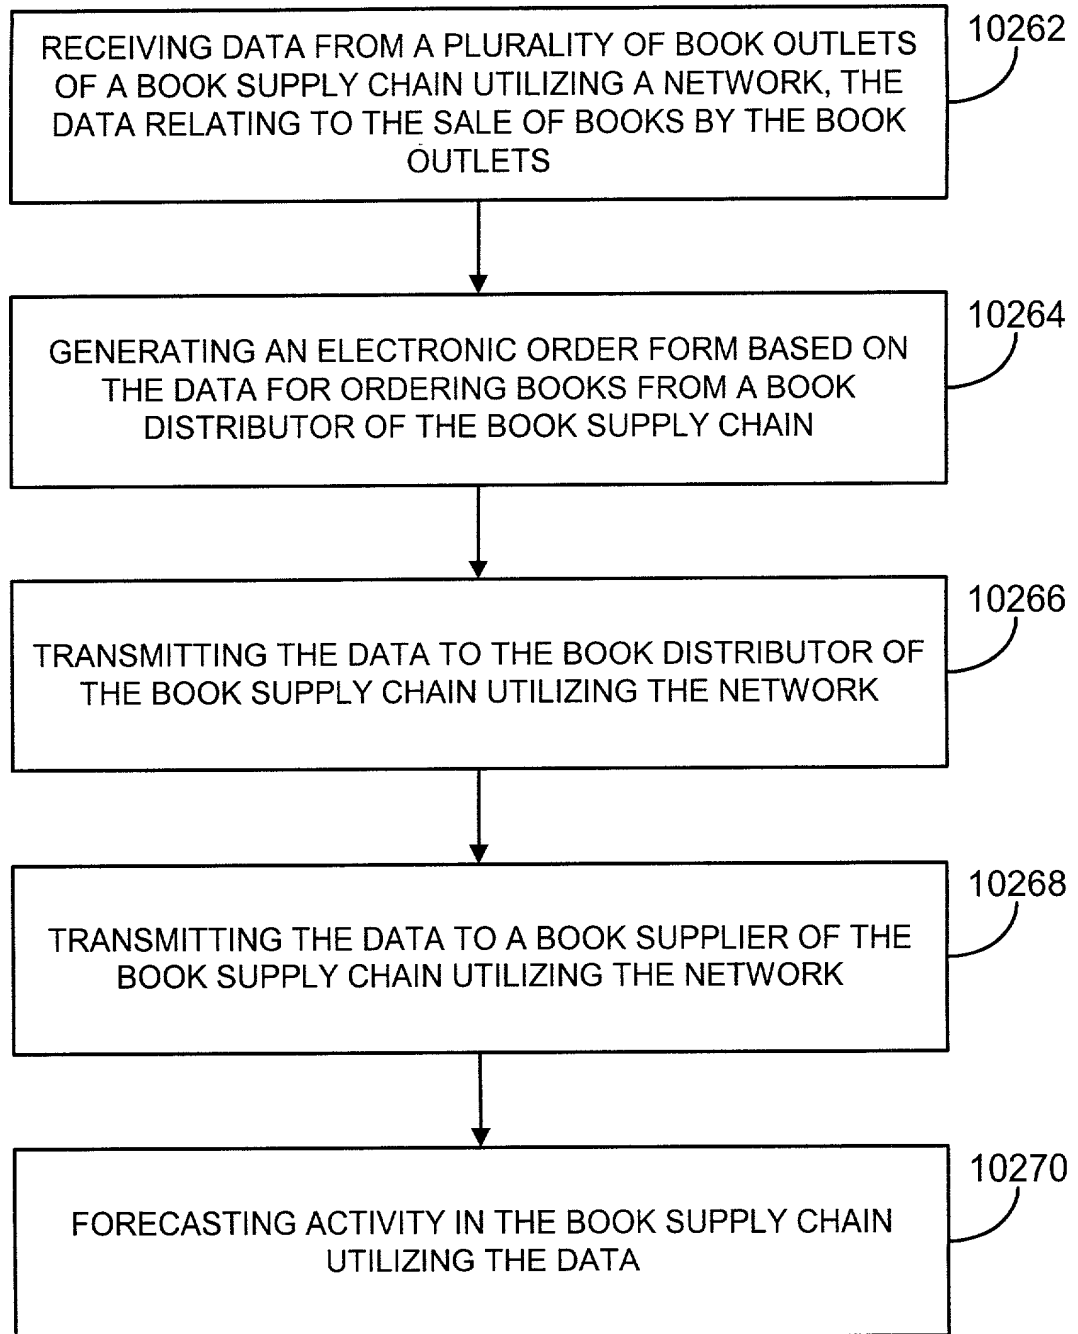 RECEIVING DATA FROM A PLURALITY OF BOOK OUTLETS
OF A BOOK SUPPLY CHAIN UTILIZING A NETWORK, THE
DATA RELATING TO THE SALE OF BOOKS BY THE BOOK
OUTLETS
10262
GENERATING AN ELECTRONIC ORDER FORM BASED ON
THE DATA FOR ORDERING BOOKS FROM A BOOK
DISTRIBUTOR OF THE BOOK SUPPLY CHAIN
10264
TRANSMITTING THE DATA TO THE BOOK DISTRIBUTOR OF
THE BOOK SUPPLY CHAIN UTILIZING THE NETWORK
10266
TRANSMITTING THE DATA TO A BOOK SUPPLIER OF THE
BOOK SUPPLY CHAIN UTILIZING THE NETWORK
10268
FORECASTING ACTIVITY IN THE BOOK SUPPLY CHAIN
UTILIZING THE DATA
10270